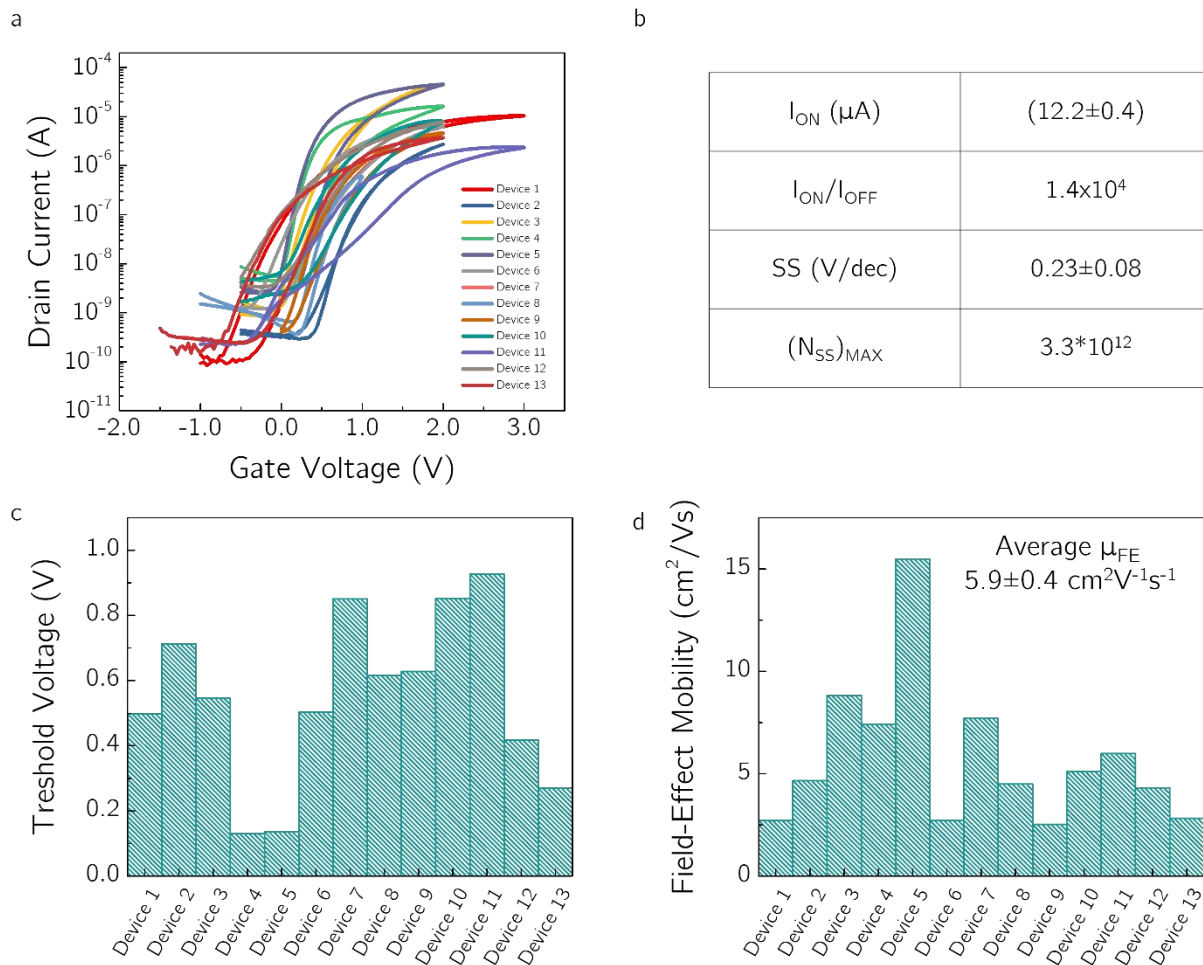 a
10⁻⁴
10⁻⁵
10⁻⁶
10⁻⁷
10⁻⁸
10⁻⁹
10⁻¹⁰
10⁻¹¹
Drain Current (A)
-2.0 -1.0 0.0 1.0 2.0 3.0
Gate Voltage (V)
Device 1
Device 2
Device 3
Device 4
Device 5
Device 6
Device 7
Device 8
Device 9
Device 10
Device 11
Device 12
Device 13
b
I_ON (μA) (12.2±0.4)
I_ON/I_OFF 1.4x10⁴
SS (V/dec) 0.23±0.08
(N_SS)_MAX 3.3*10¹²
c
Treshold Voltage (V)
1.0
0.8
0.6
0.4
0.2
0.0
Device 1
Device 2
Device 3
Device 4
Device 5
Device 6
Device 7
Device 8
Device 9
Device 10
Device 11
Device 12
Device 13
d
Field-Effect Mobility (cm²/Vs)
15
10
5
0
Average μ_FE
5.9±0.4 cm²V⁻¹s⁻¹
Device 1
Device 2
Device 3
Device 4
Device 5
Device 6
Device 7
Device 8
Device 9
Device 10
Device 11
Device 12
Device 13